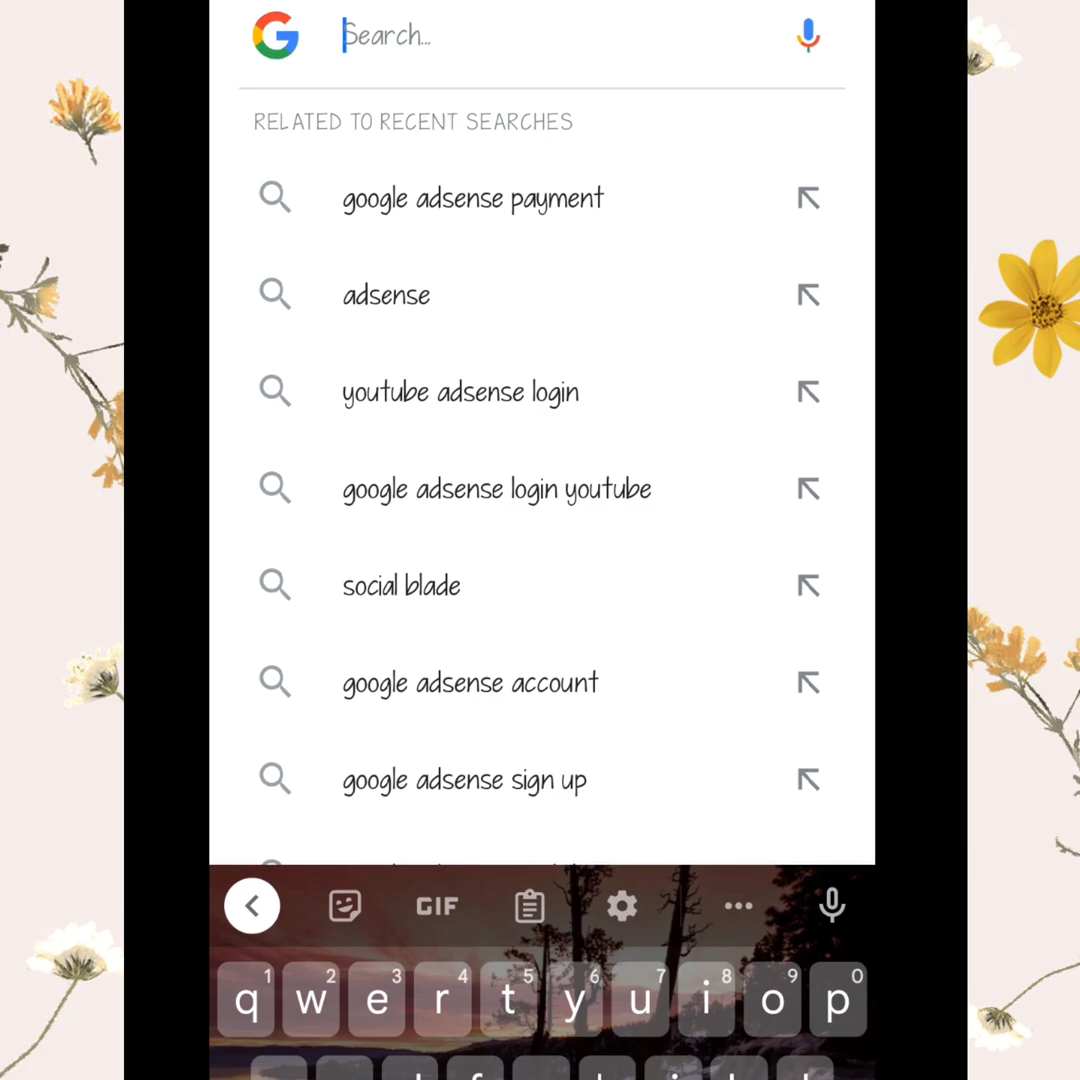 Search...
RELATED TO RECENT SEARCHES
google adsense payment
adsense
youtube adsense login
google adsense login youtube
social blade
google adsense account
google adsense sign up
GIF
1 2 3 4 5 6 7 8 9 0
q w e r t y u i o p